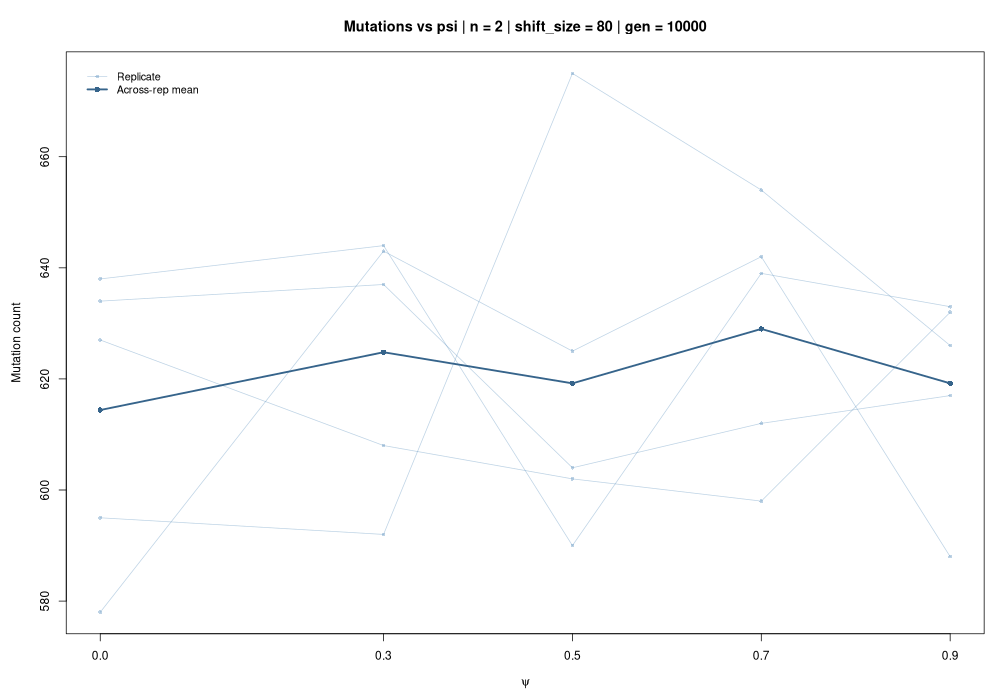 Mutations vs psi | n = 2 | shift_size = 80 | gen = 10000
Replicate
Across-rep mean
Mutation count
660
640
620
600
580
0.0 0.3 0.5 0.7 0.9
ψ